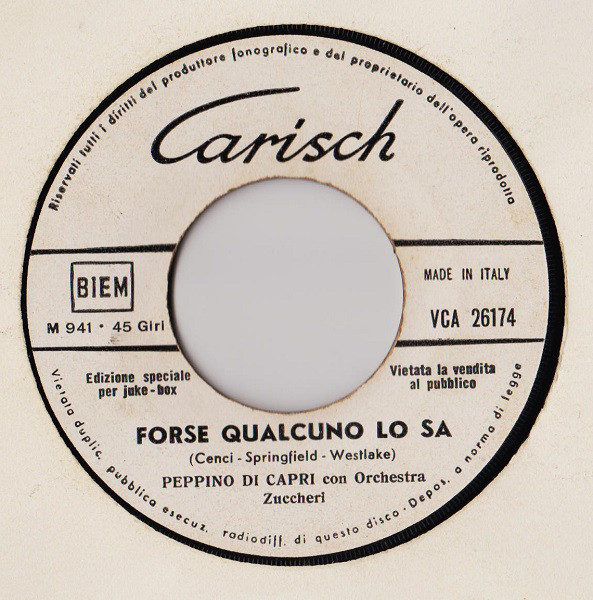 Riservati tutti i diritti del produttore fonografico e del proprietario dell'opera riprodotta
Carisch
BIEM
M 941 · 45 Giri
MADE IN ITALY
VCA 26174
Edizione speciale
per juke-box
Vietata la vendita
al pubblico
FORSE QUALCUNO LO SA
(Cenci - Springfield - Westlake)
PEPPINO DI CAPRI con Orchestra
Zuccheri
Vietata duplic. pubblica esecuz. radiodiff. di questo disco - Depos. a norma di legge